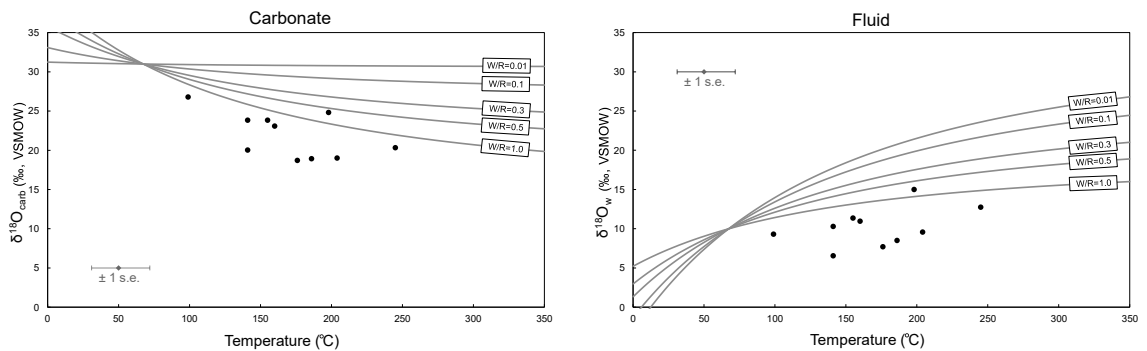 Carbonate
35
30
25
20
15
10
5
0
δ18Ocarb (‰, VSMOW)
W/R=0.01
W/R=0.1
W/R=0.3
W/R=0.5
W/R=1.0
± 1 s.e.
0 50 100 150 200 250 300 350
Temperature (℃)
Fluid
35
30
25
20
15
10
5
0
δ18Ow (‰, VSMOW)
± 1 s.e.
W/R=0.01
W/R=0.1
W/R=0.3
W/R=0.5
W/R=1.0
0 50 100 150 200 250 300 350
Temperature (℃)